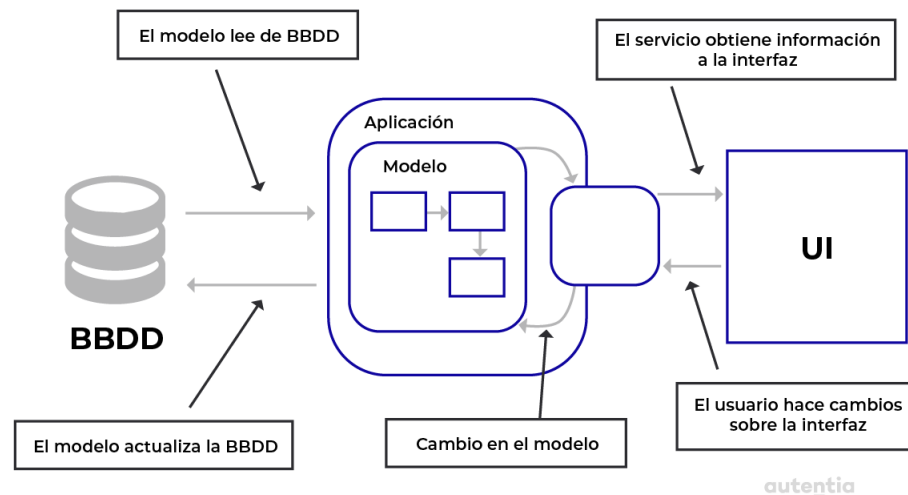 El modelo lee de BBDD
El servicio obtiene información
a la interfaz
Aplicación
Modelo
UI
BBDD
El modelo actualiza la BBDD
Cambio en el modelo
El usuario hace cambios
sobre la interfaz
autentia